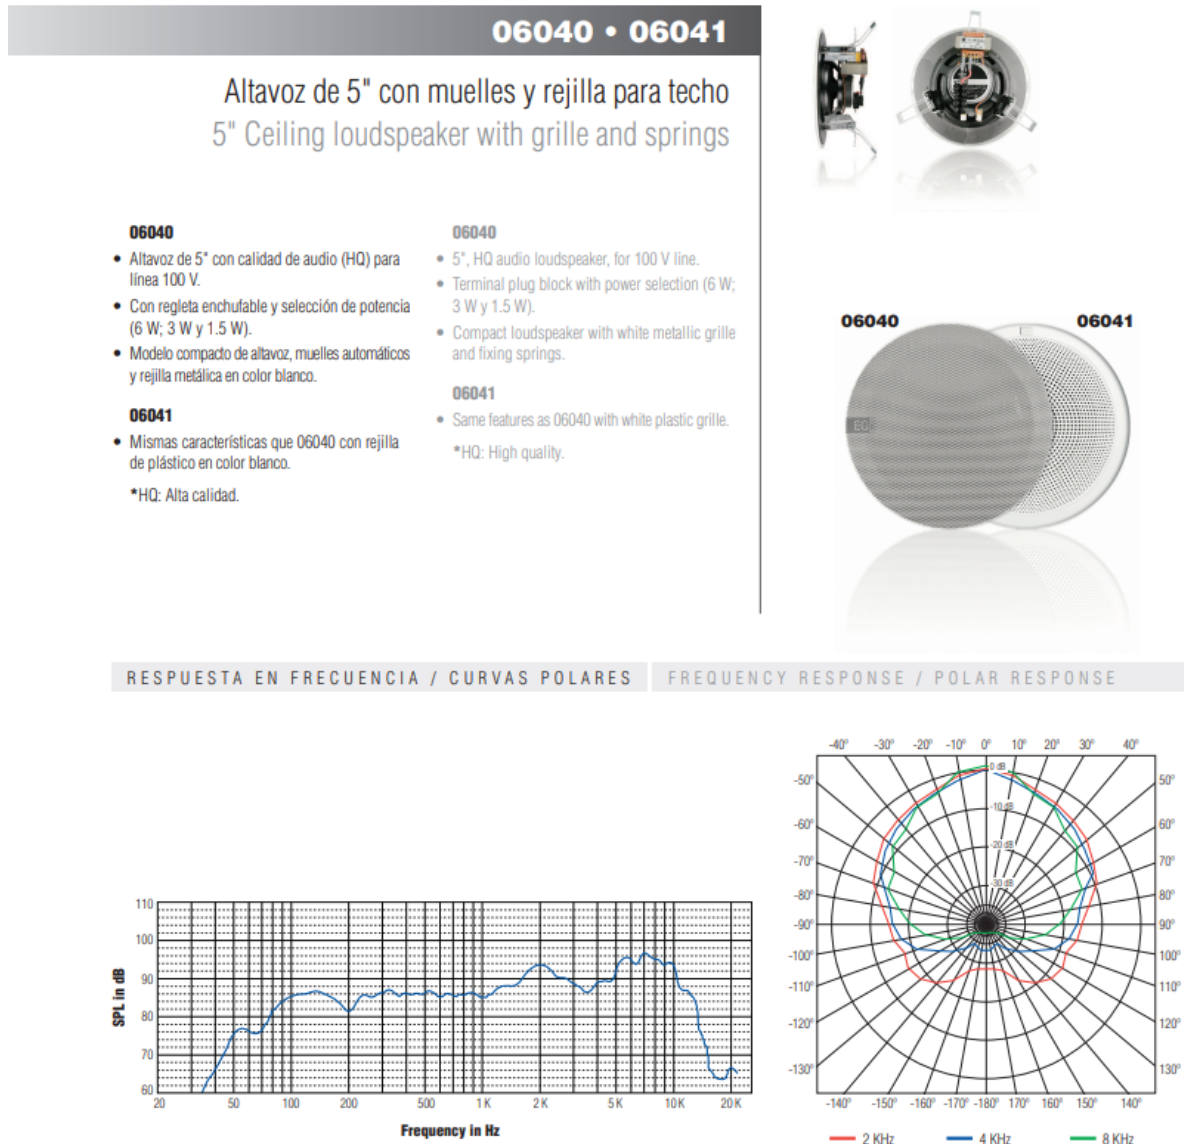 06040 • 06041
Altavoz de 5" con muelles y rejilla para techo
5" Ceiling loudspeaker with grille and springs
06040
• Altavoz de 5" con calidad de audio (HQ) para
línea 100 V.
• Con regleta enchufable y selección de potencia
(6 W; 3 W y 1.5 W).
• Modelo compacto de altavoz, muelles automáticos
y rejilla metálica en color blanco.
06041
• Mismas características que 06040 con rejilla
de plástico en color blanco.
*HQ: Alta calidad.
06040
• 5", HQ audio loudspeaker, for 100 V line.
• Terminal plug block with power selection (6 W;
3 W y 1.5 W).
• Compact loudspeaker with white metallic grille
and fixing springs.
06041
• Same features as 06040 with white plastic grille.
*HQ: High quality.
06040
06041
EG
RESPUESTA EN FRECUENCIA / CURVAS POLARES
FREQUENCY RESPONSE / POLAR RESPONSE
SPL in dB
110
100
90
80
70
60
20 50 100 200 500 1K 2K 5K 10K 20K
Frequency in Hz
-40° -30° -20° -10° 0° 10° 20° 30° 40°
-50° 50°
-60° 60°
-70° 70°
-80° 80°
-90° 90°
-100° 100°
-110° 110°
-120° 120°
-130° 130°
0 dB
-10 dB
-20 dB
-30 dB
-140° -150° -160° -170° -180° 170° 160° 150° 140°
2 KHz 4 KHz 8 KHz